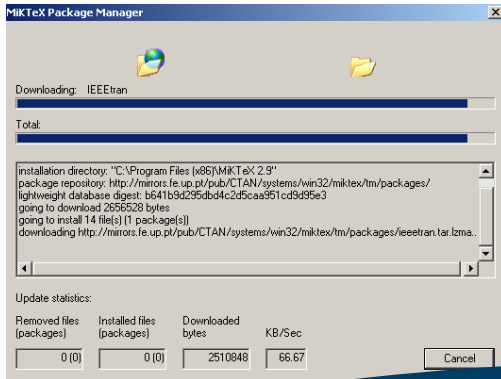 MiKTeX Package Manager
Downloading: IEEEtran
Total:
installation directory: "C:\Program Files (x86)\MiKTeX 2.9"
package repository: http://mirrors.fe.up.pt/pub/CTAN/systems/win32/miktex/tm/packages/
lightweight database digest: b641b9d295dbd4c2d5caa951cd9d95e3
going to download 2656528 bytes
going to install 14 file(s) (1 package(s))
downloading http://mirrors.fe.up.pt/pub/CTAN/systems/win32/miktex/tm/packages/ieeetran.tar.lzma..
Update statistics:
Removed files (packages)
Installed files (packages)
Downloaded bytes
KB/Sec
0 (0)
0 (0)
2510848
66.67
Cancel